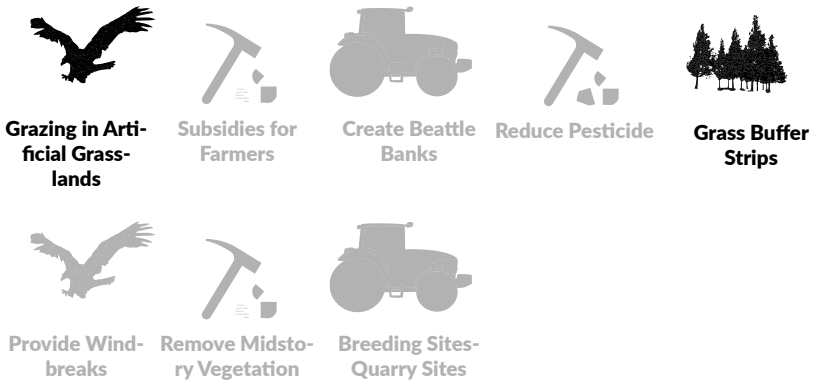 Grazing in Arti-
ficial Grass-
lands
Subsidies for
Farmers
Create Beattle
Banks
Reduce Pesticide
Grass Buffer
Strips
Provide Wind-
breaks
Remove Midsto-
ry Vegetation
Breeding Sites-
Quarry Sites